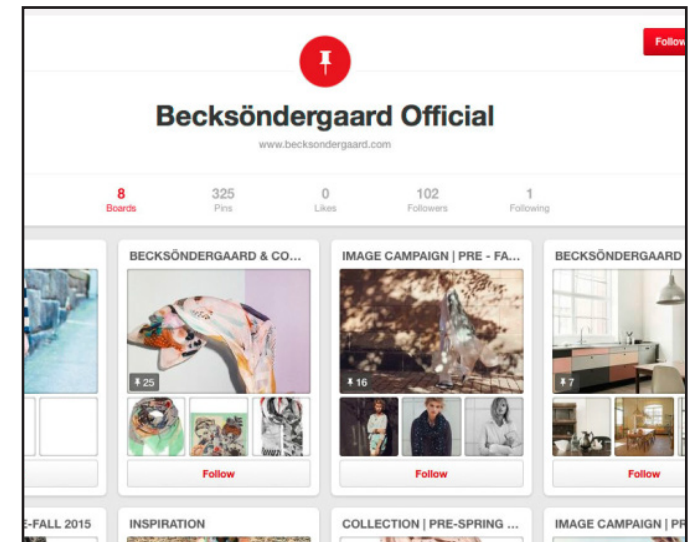 Follow
Becksöndergaard Official
www.becksondergaard.com
8 325 0 102 1
Boards Pins Likes Followers Following
BECKSÖNDERGAARD & CO... IMAGE CAMPAIGN | PRE - FA... BECKSÖNDERGAARD
25 16 7
Follow Follow Follow
-FALL 2015 INSPIRATION COLLECTION | PRE-SPRING ... IMAGE CAMPAIGN | PR